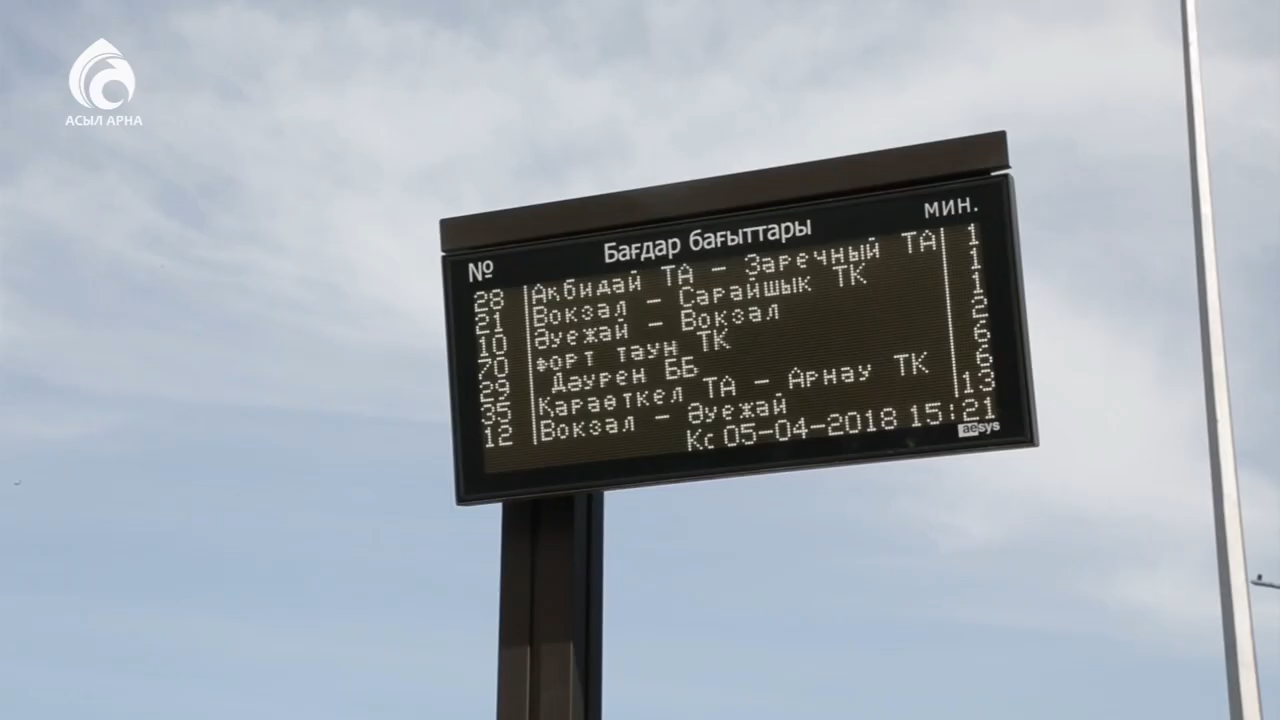 АСЫЛ АРНА
№ Бағдар бағыттары мин.
28 Ақбидай ТА - Заречный ТА 1
21 Вокзал - Сарайшык ТК 1
10 Әуежай - Вокзал 1
70 Форт таун ТК 2
29 Дәурен ББ 6
35 Қараөткел ТА - Арнау ТК 6
12 Вокзал - Әуежай 13
Кс 05-04-2018 15:21
aesys